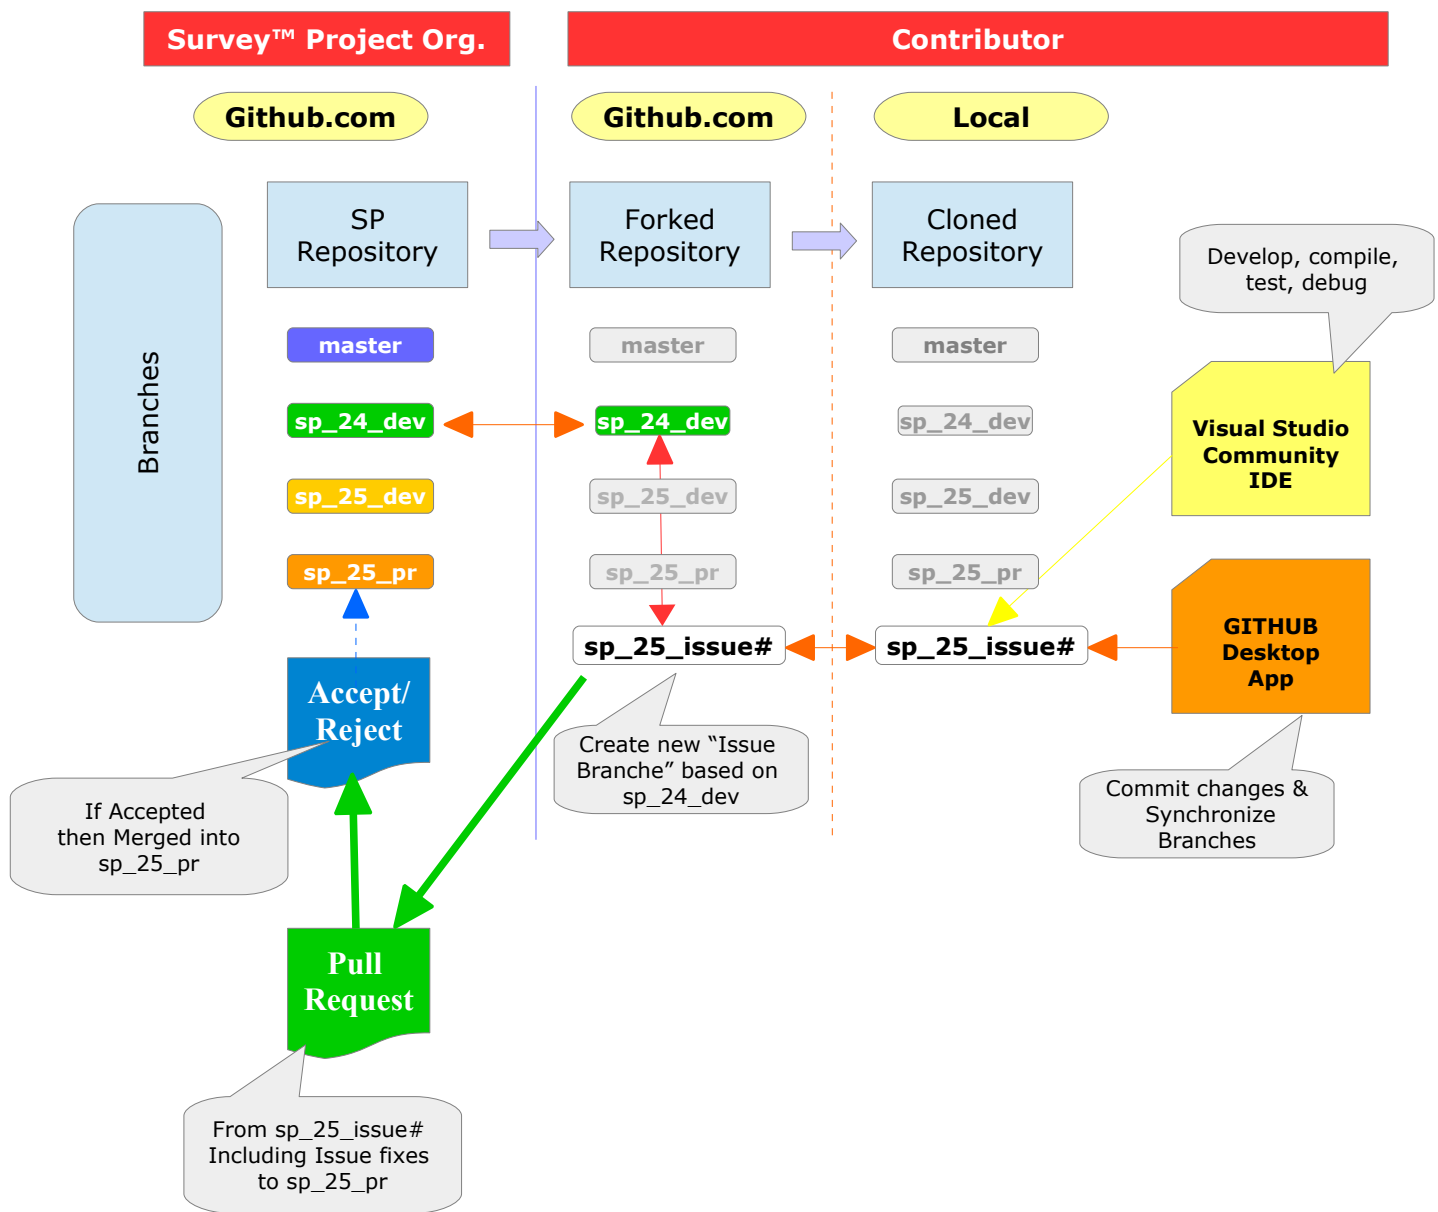 Survey™ Project Org.
Contributor
Github.com
Github.com
Local
SP
Repository
Forked
Repository
Cloned
Repository
Develop, compile,
test, debug
Branches
master
master
master
sp_24_dev
sp_24_dev
sp_24_dev
sp_25_dev
sp_25_dev
sp_25_dev
sp_25_pr
sp_25_pr
sp_25_pr
Visual Studio
Community
IDE
sp_25_issue#
sp_25_issue#
GITHUB
Desktop
App
Accept/
Reject
Create new “Issue
Branche” based on
sp_24_dev
Commit changes &
Synchronize
Branches
If Accepted
then Merged into
sp_25_pr
Pull
Request
From sp_25_issue#
Including Issue fixes
to sp_25_pr